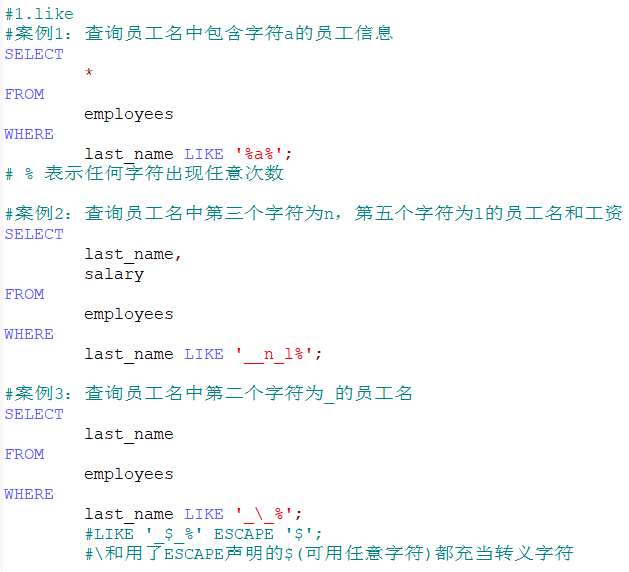 #1.like
#案例1：查询员工名中包含字符a的员工信息
SELECT
*
FROM
employees
WHERE
last_name LIKE '%a%';
# % 表示任何字符出现任意次数
#案例2：查询员工名中第三个字符为n，第五个字符为l的员工名和工资
SELECT
last_name,
salary
FROM
employees
WHERE
last_name LIKE '__n_l%';
#案例3：查询员工名中第二个字符为_的员工名
SELECT
last_name
FROM
employees
WHERE
last_name LIKE '_\_%';
#LIKE '_$_%' ESCAPE '$';
#\和用了ESCAPE声明的$(可用任意字符)都充当转义字符